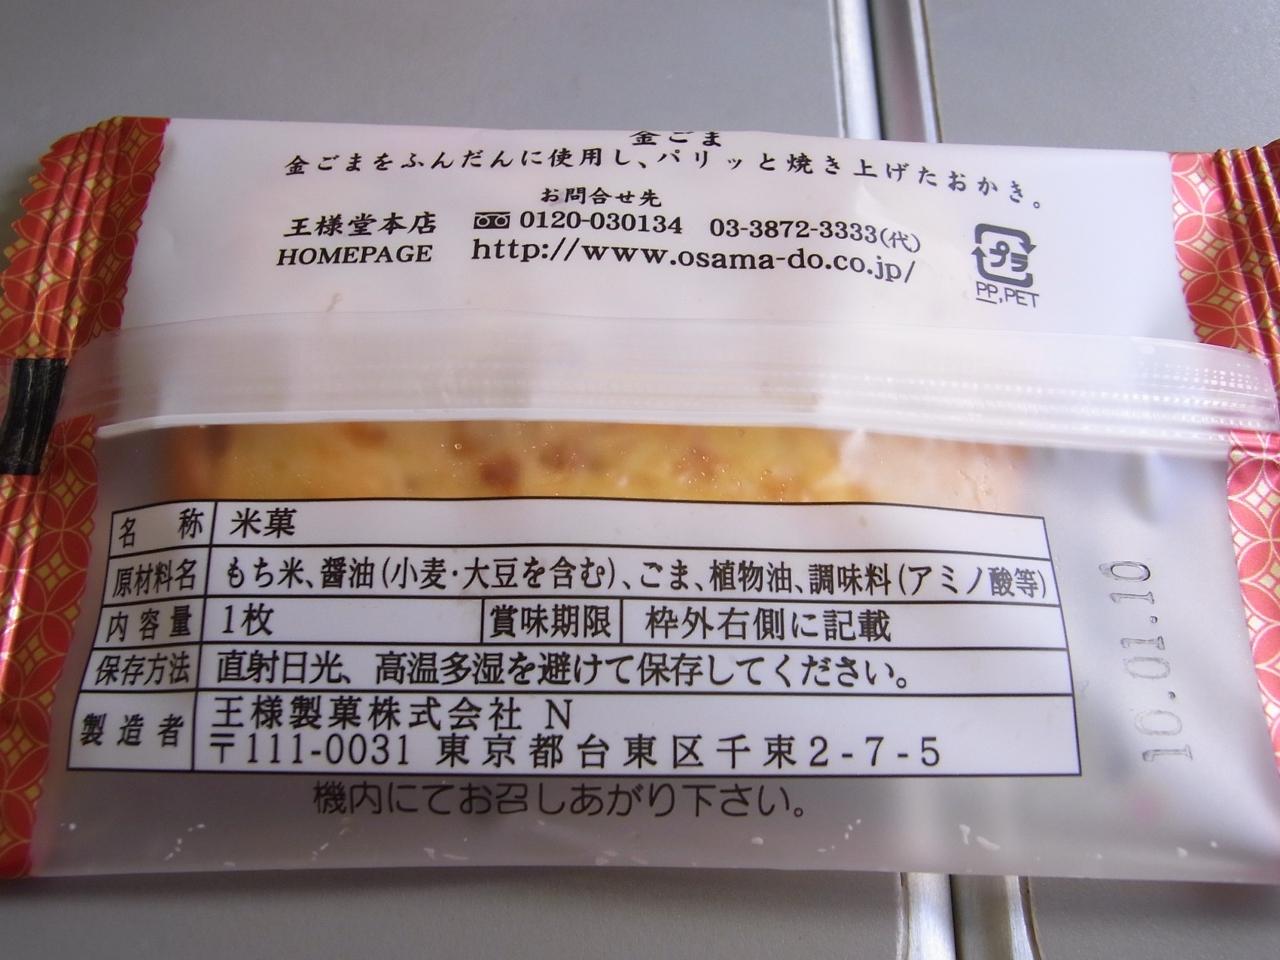 金ごま
金ごまをふんだんに使用し、パリッと焼き上げたおかき。
お問合せ先
王様堂本店 0120-030134 03-3872-3333(代)
HOMEPAGE http://www.osama-do.co.jp/
プラ
PP,PET
名 称 米菓
原材料名 もち米、醤油(小麦・大豆を含む)、ごま、植物油、調味料(アミノ酸等)
内容量 1枚 賞味期限 枠外右側に記載
保存方法 直射日光、高温多湿を避けて保存してください。
製造者 王様製菓株式会社 N
〒111-0031 東京都台東区千束2-7-5
機内にてお召しあがり下さい。
10.01.10